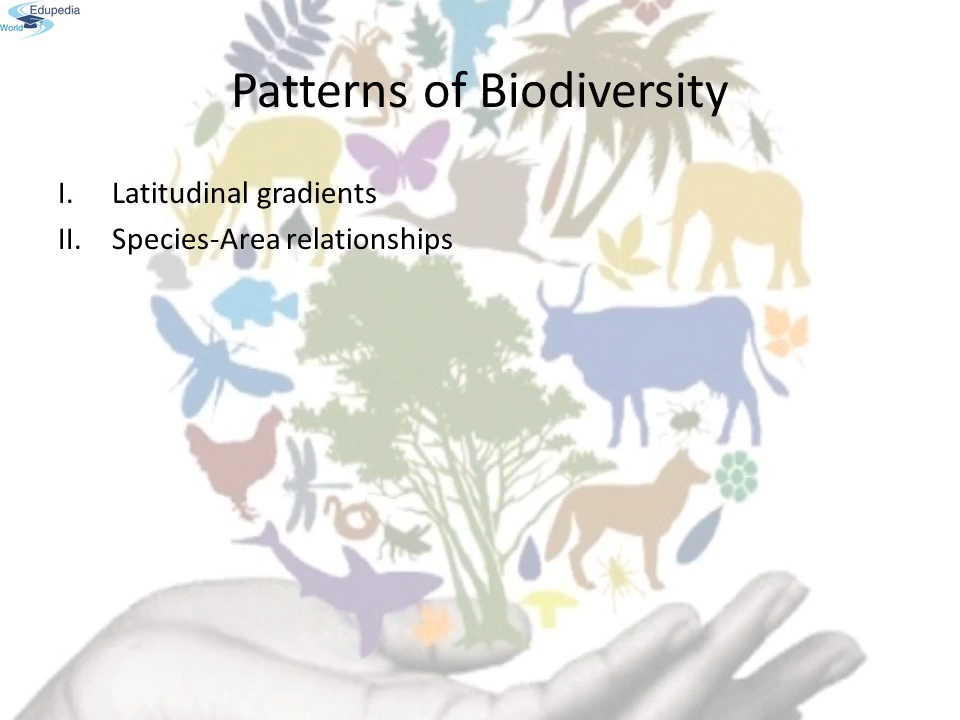 Edupedia
World
Patterns of Biodiversity
I. Latitudinal gradients
II. Species-Area relationships